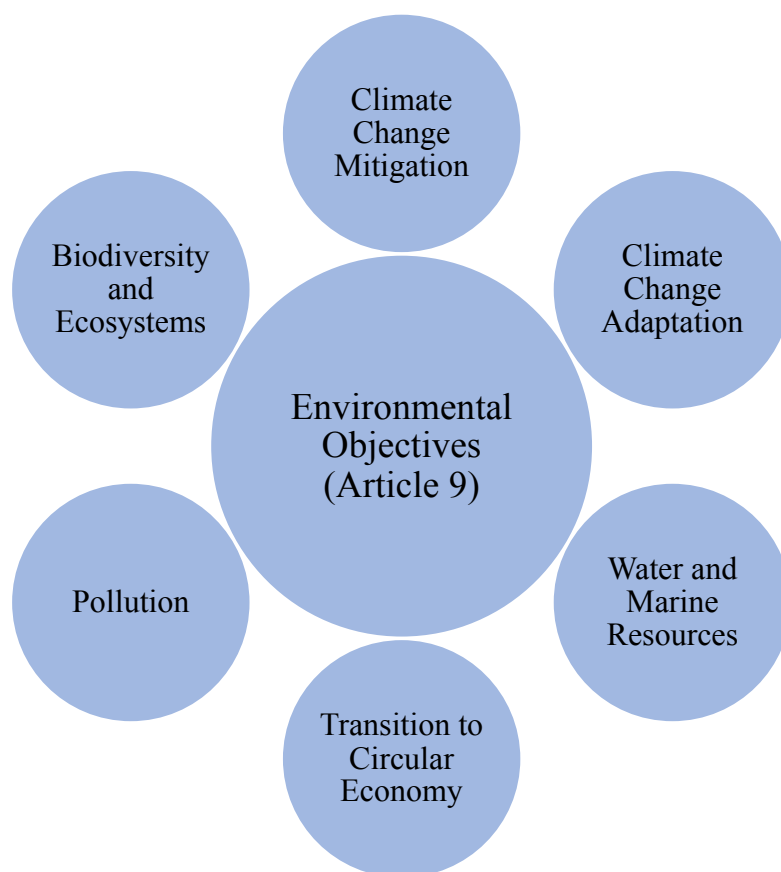 Climate
Change
Mitigation
Climate
Change
Adaptation
Water and
Marine
Resources
Transition to
Circular
Economy
Pollution
Biodiversity
and
Ecosystems
Environmental
Objectives
(Article 9)